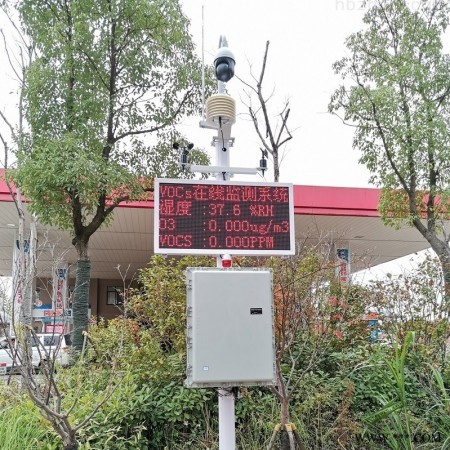 VOCs在线监测系统
湿度 :37.6 %RH
O3 :0.000ug/m3
VOCS :0.000PPM